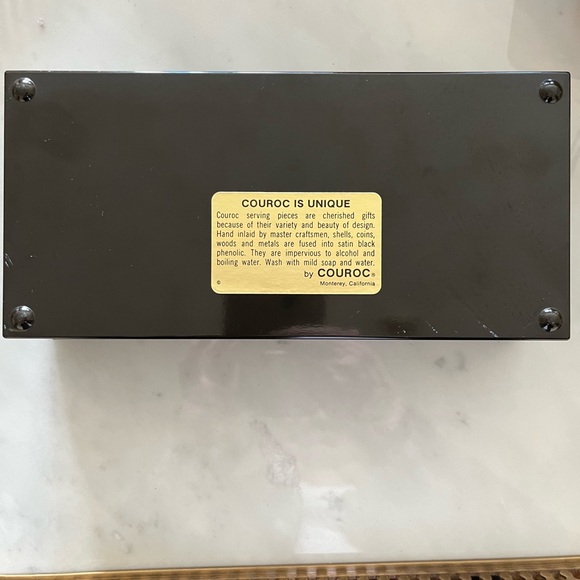 COUROC IS UNIQUE
Couroc serving pieces are cherished gifts
because of their variety and beauty of design.
Hand inlaid by master craftsmen, shells, coins,
woods and metals are fused into satin black
phenolic. They are impervious to alcohol and
boiling water. Wash with mild soap and water.
by COUROC®
© Monterey, California